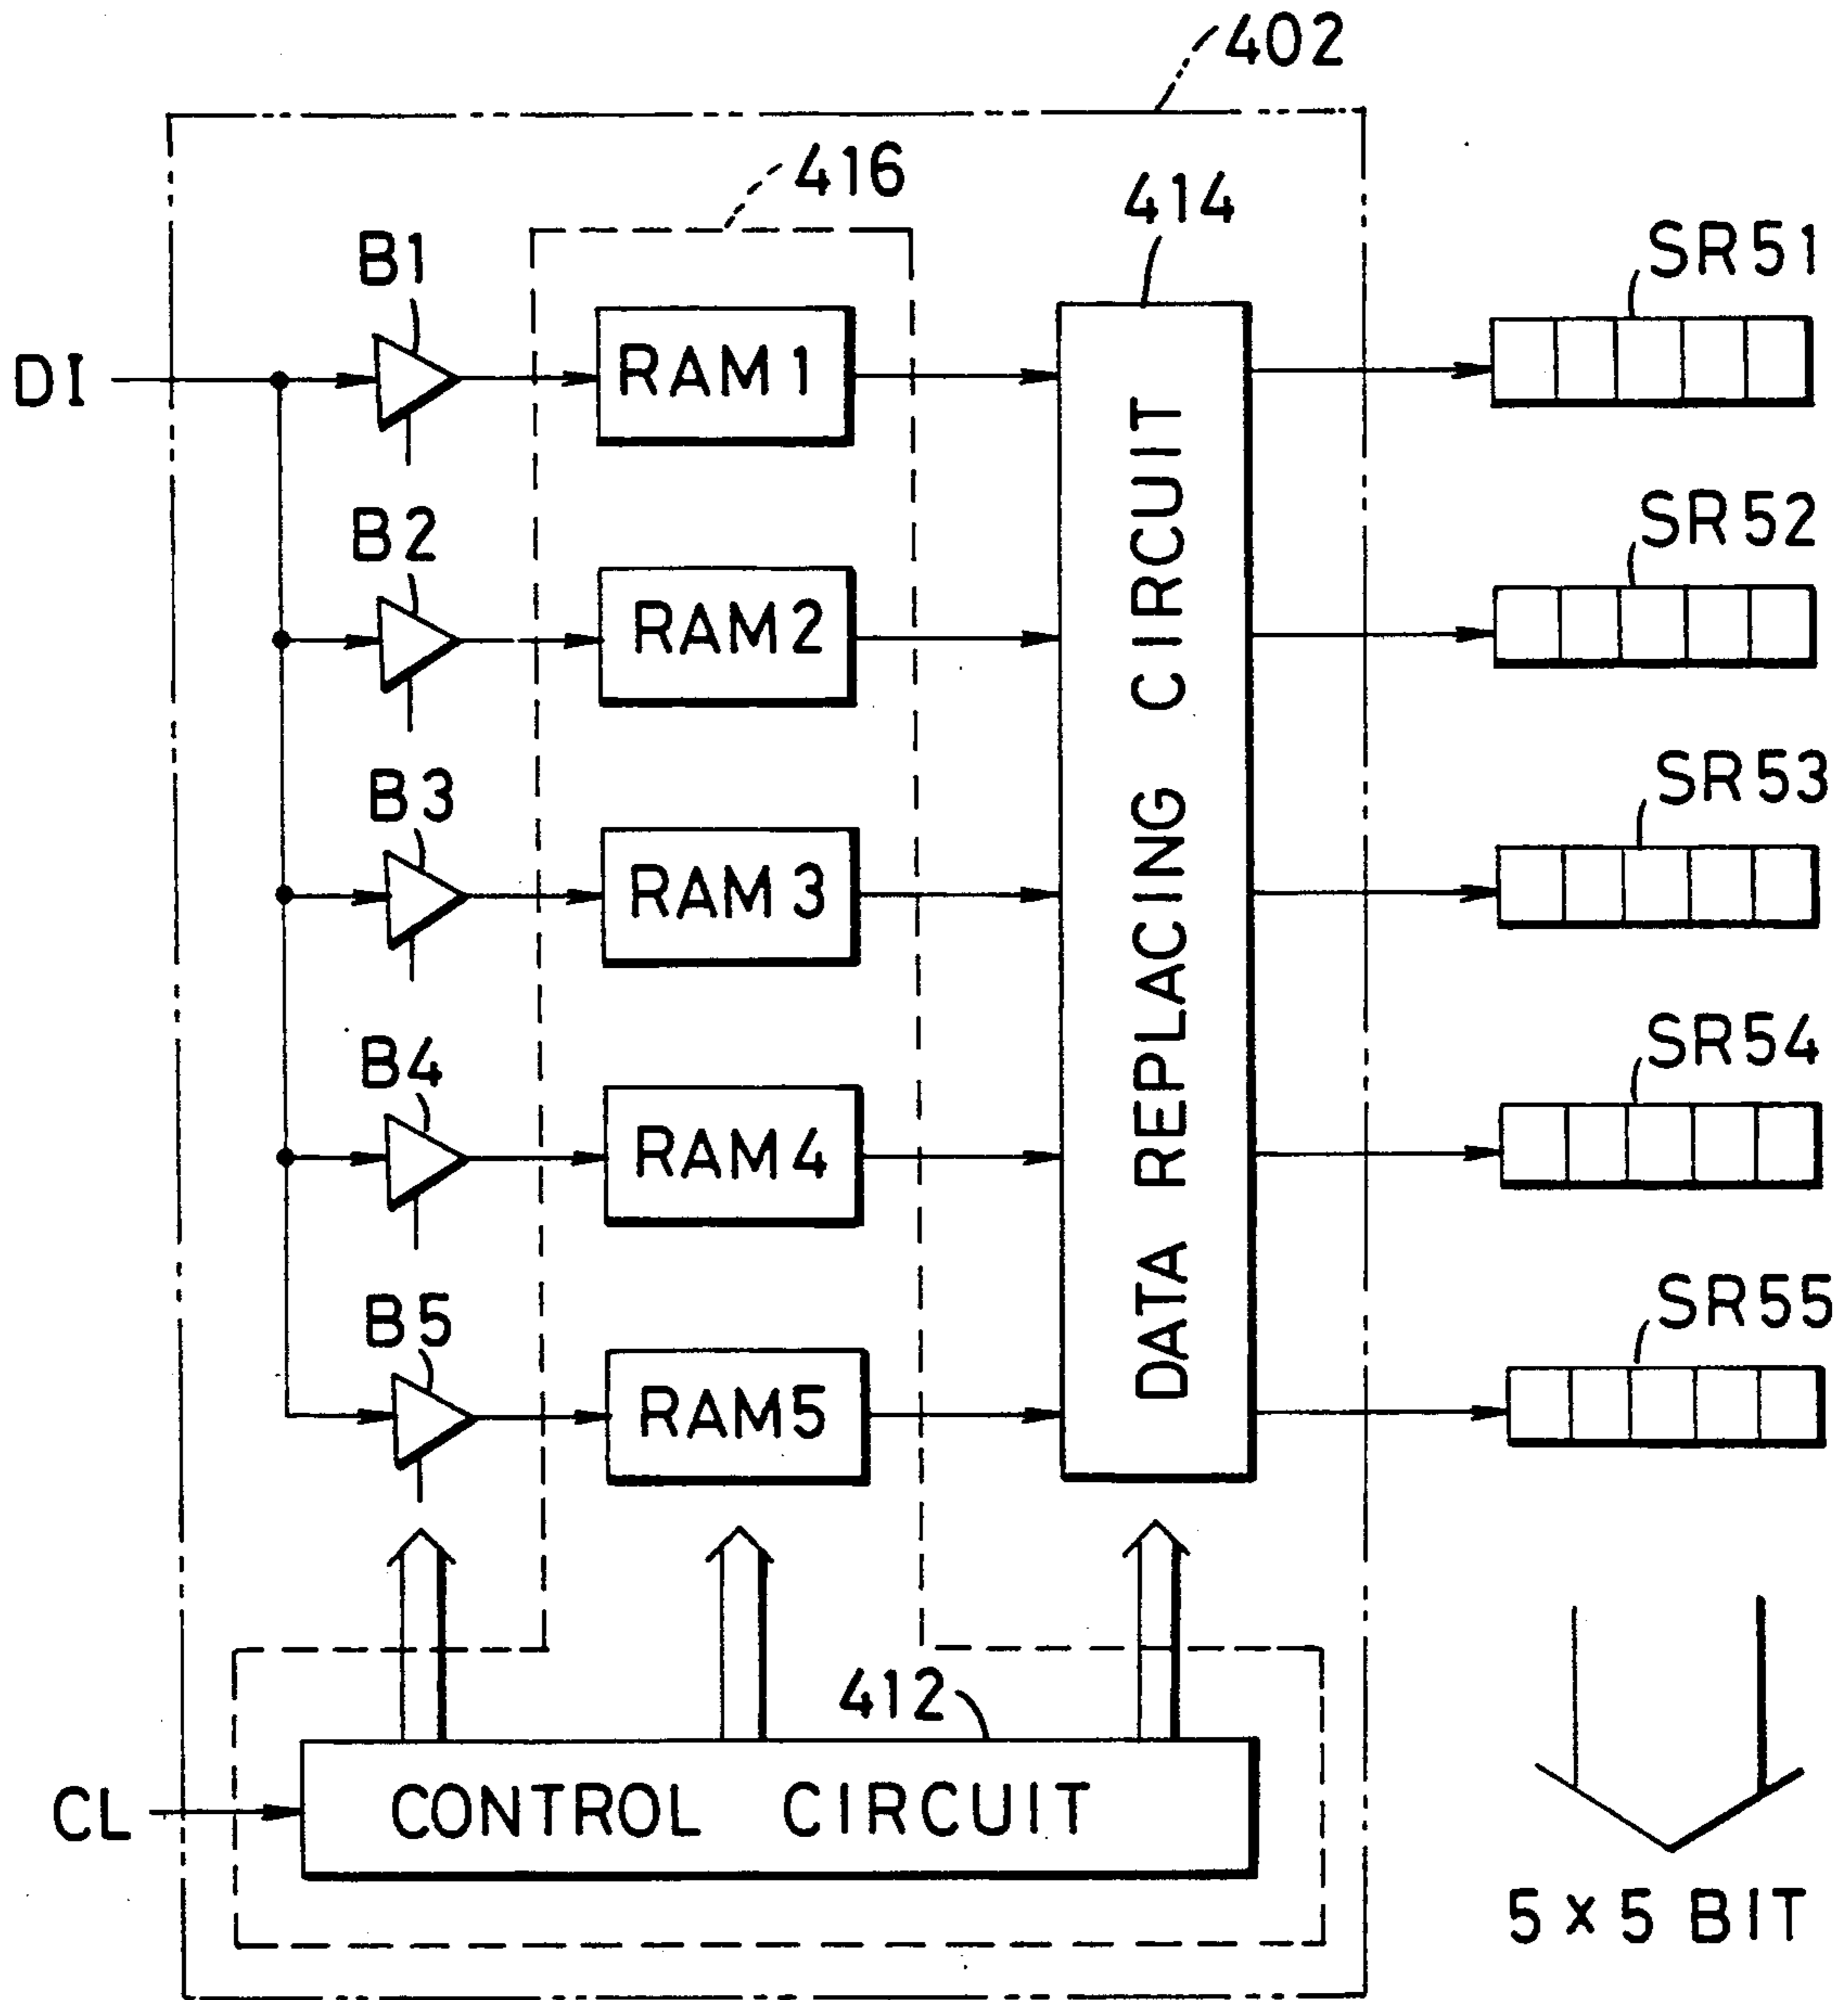 402
416
414
B1
SR51
DI
RAM1
B2
SR52
RAM2
B3
SR53
RAM3
B4
SR54
RAM4
B5
SR55
RAM5
DATA REPLACING CIRCUIT
412
CL
CONTROL CIRCUIT
5×5 BIT